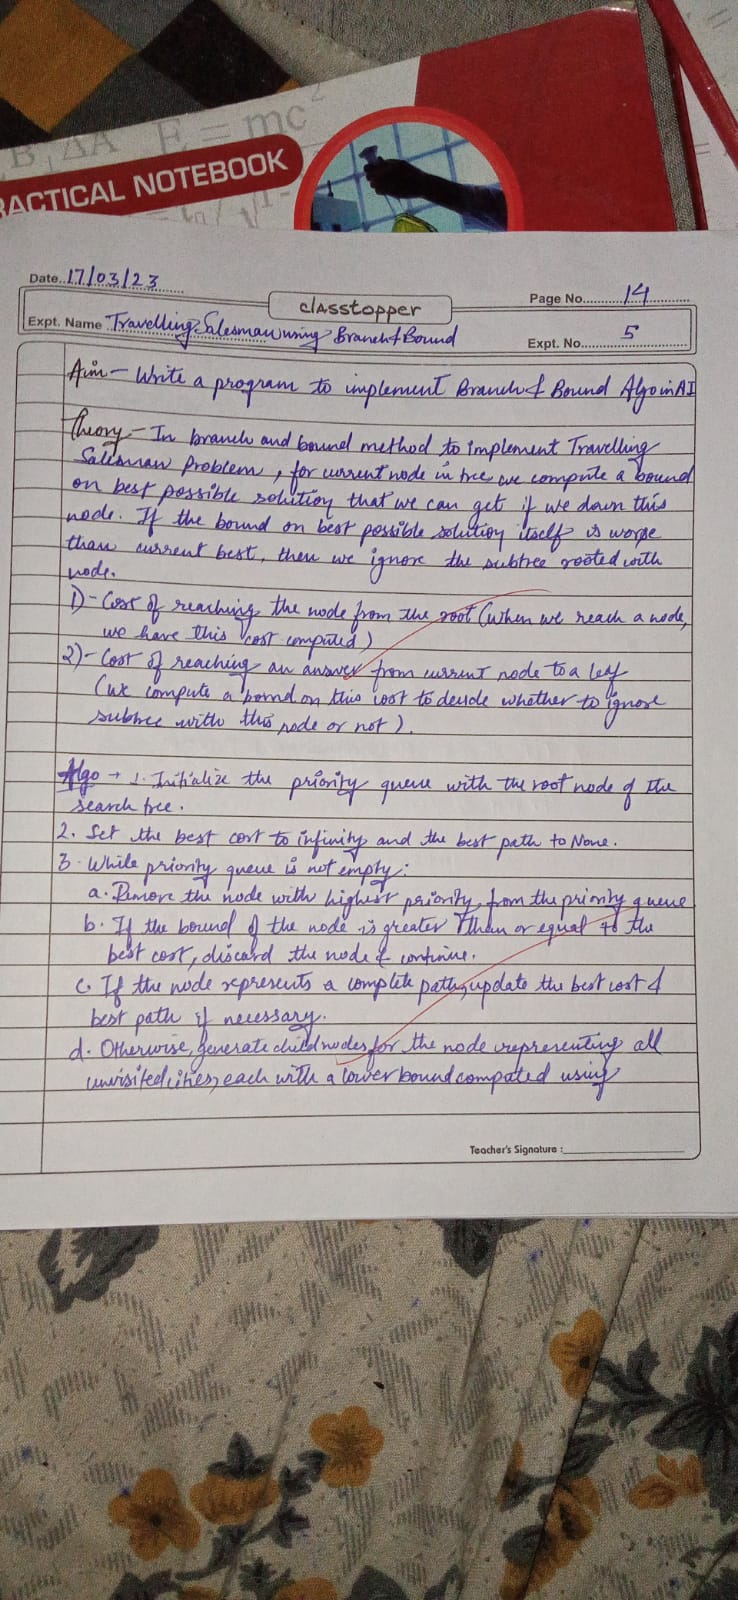 B ΔA E = mc²
RACTICAL NOTEBOOK
Date..17/03/23
classtopper
Page No. 14
Expt. Name Travelling Salesman using Branch & Bound
Expt. No. 5
Aim - Write a program to implement Branch & Bound Algo in AI
Theory - In branch and bound method to implement Travelling
Salesman Problem, for current node in tree, we compute a bound
on best possible solution that we can get if we down this
node. If the bound on best possible solution itself is worse
than current best, then we ignore the subtree rooted with
node.
1) - Cost of reaching the node from the root (when we reach a node,
we have this cost computed)
2) - Cost of reaching an answer from current node to a leaf
(we compute a bound on this cost to decide whether to ignore
subtree with this node or not).
Algo → 1. Initialize the priority queue with the root node of the
search tree.
2. Set the best cost to infinity and the best path to None.
3. While priority queue is not empty:
a. Remove the node with highest priority, from the priority queue
b. If the bound of the node is greater than or equal to the
best cost, discard the node & continue.
c. If the node represents a complete path, update the best cost &
best path if necessary.
d. Otherwise, generate child nodes for the node representing all
unvisited cities, each with a lower bound computed using
Teacher's Signature :